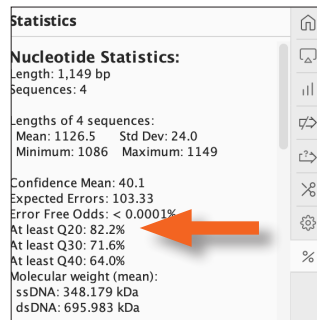 Statistics
Nucleotide Statistics:
Length: 1,149 bp
Sequences: 4
Lengths of 4 sequences:
Mean: 1126.5 Std Dev: 24.0
Minimum: 1086 Maximum: 1149
Confidence Mean: 40.1
Expected Errors: 103.33
Error Free Odds: < 0.0001%
At least Q20: 82.2%
At least Q30: 71.6%
At least Q40: 64.0%
Molecular weight (mean):
ssDNA: 348.179 kDa
dsDNA: 695.983 kDa